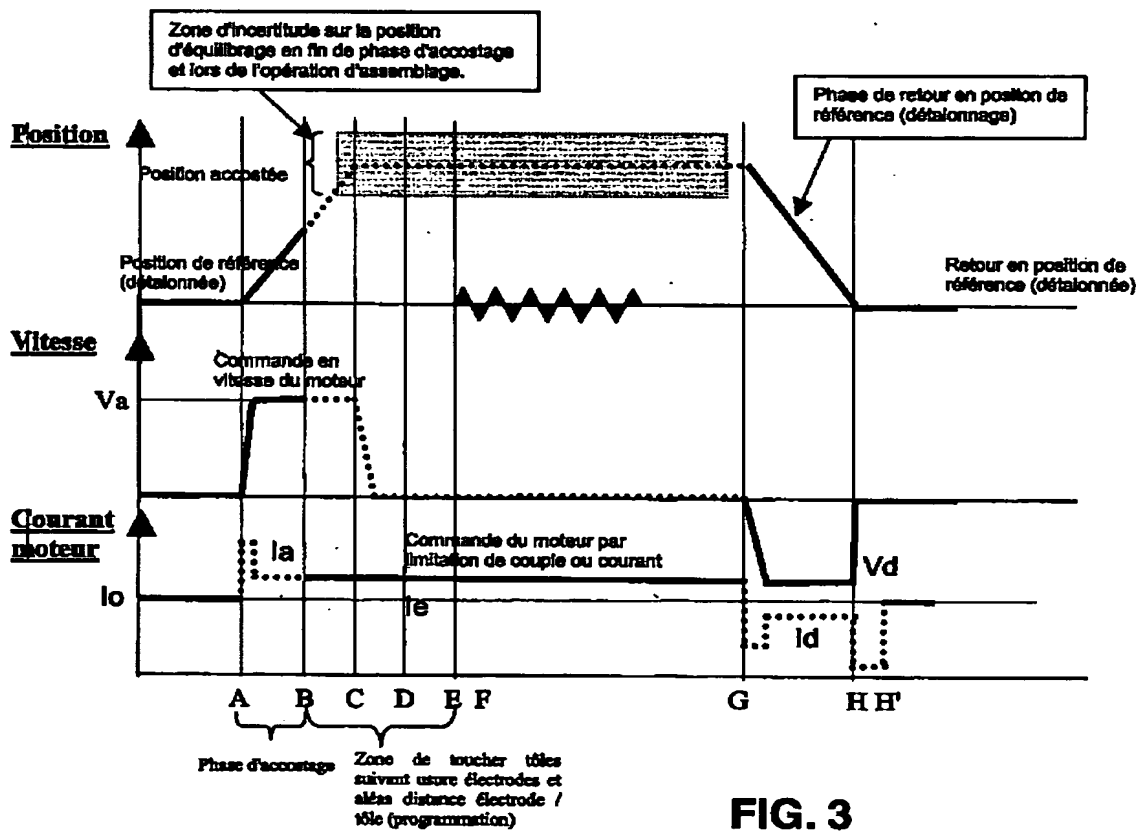 Zone d'incertitude sur la position
d'équilibrage en fin de phase d'accostage
et lors de l'opération d'assemblage.
Phase de retour en position de
référence (détalonnage)
Position
Position accostée
Position de référence
(détalonnée)
Retour en position de
référence (détalonnée)
Vitesse
Commande en
vitesse du moteur
Va
Courant
moteur
Ia
Commande du moteur par
limitation de couple ou courant
Vd
Io
Ie
Id
A B C D E F G H H'
Phase d'accostage
Zone de toucher tôles
suivant usure électrodes et
aléas distance électrode /
tôle (programmation)
FIG. 3